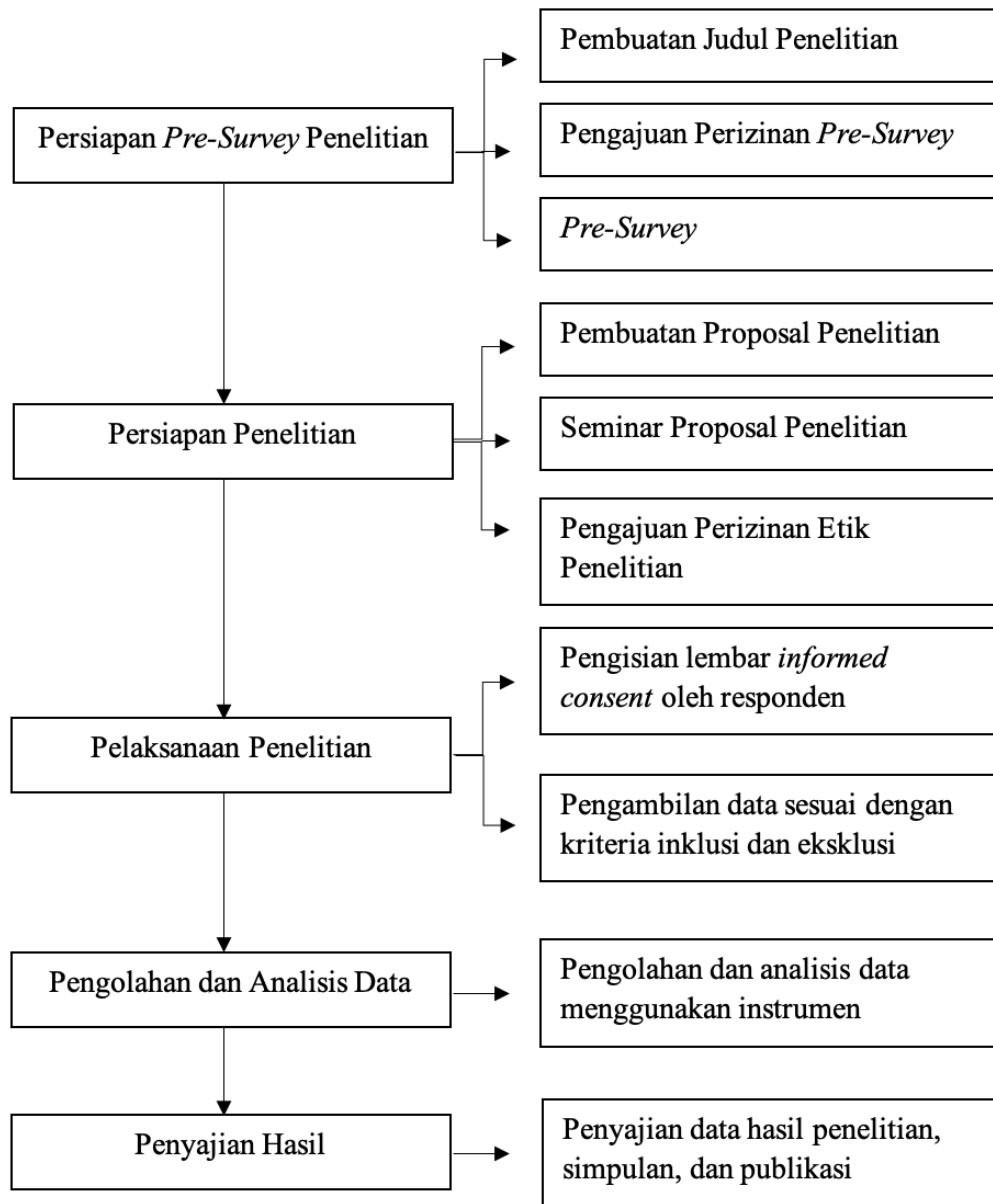 Persiapan Pre-Survey Penelitian
Pembuatan Judul Penelitian
Pengajuan Perizinan Pre-Survey
Pre-Survey
Persiapan Penelitian
Pembuatan Proposal Penelitian
Seminar Proposal Penelitian
Pengajuan Perizinan Etik
Penelitian
Pelaksanaan Penelitian
Pengisian lembar informed
consent oleh responden
Pengambilan data sesuai dengan
kriteria inklusi dan eksklusi
Pengolahan dan Analisis Data
Pengolahan dan analisis data
menggunakan instrumen
Penyajian Hasil
Penyajian data hasil penelitian,
simpulan, dan publikasi